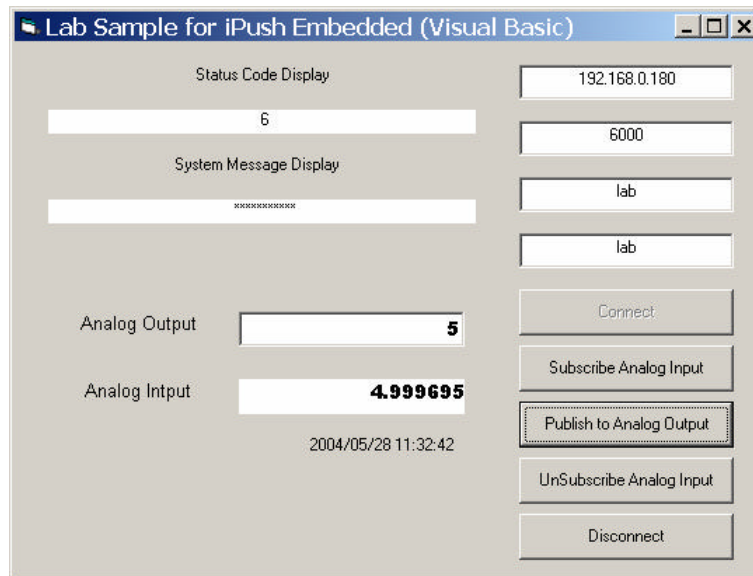 Lab Sample for iPush Embedded (Visual Basic)
Status Code Display
6
System Message Display
***********
Analog Output
5
Analog Intput
4.999695
2004/05/28 11:32:42
192.168.0.180
6000
lab
lab
Connect
Subscribe Analog Input
Publish to Analog Output
UnSubscribe Analog Input
Disconnect